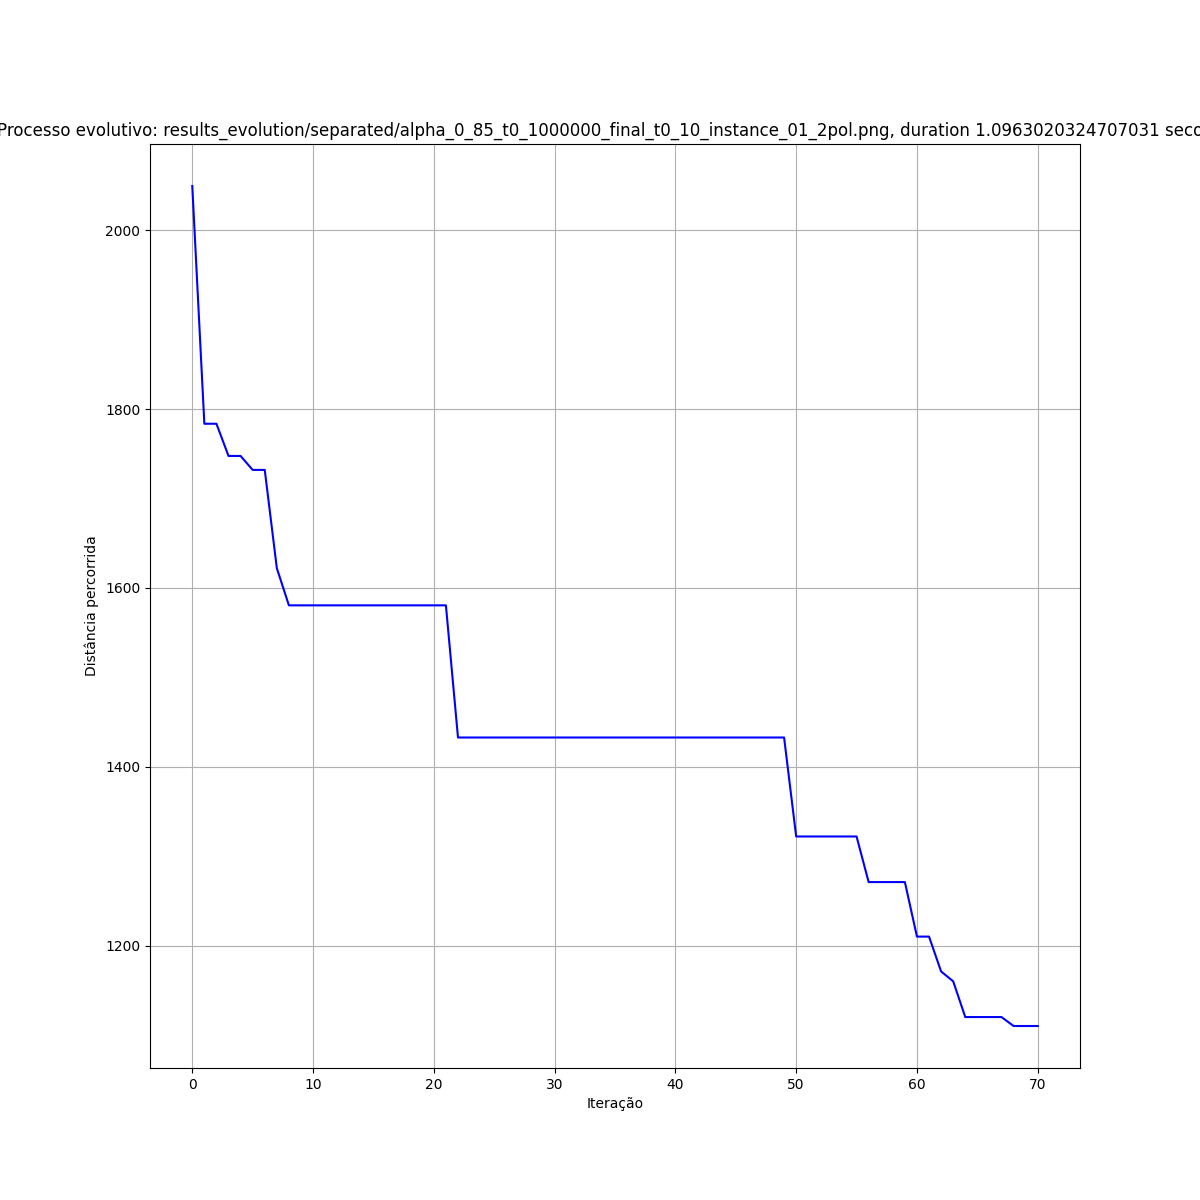 Processo evolutivo: results_evolution/separated/alpha_0_85_t0_1000000_final_t0_10_instance_01_2pol.png, duration 1.0963020324707031 seco
2000
1800
1600
1400
1200
Distância percorrida
0 10 20 30 40 50 60 70
Iteração